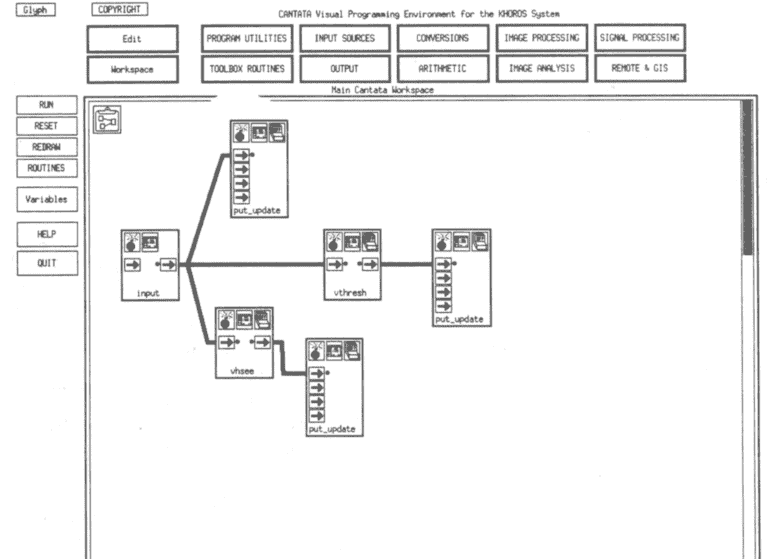 Glyph
COPYRIGHT
CANTATA Visual Programming Environment for the KHOROS System
Edit
PROGRAM UTILITIES
INPUT SOURCES
CONVERSIONS
IMAGE PROCESSING
SIGNAL PROCESSING
Workspace
TOOLBOX ROUTINES
OUTPUT
ARITHMETIC
IMAGE ANALYSIS
REMOTE & GIS
Main Cantata Workspace
RUN
RESET
REDRAW
ROUTINES
Variables
HELP
QUIT
put_update
input
vthresh
put_update
vhsee
put_update